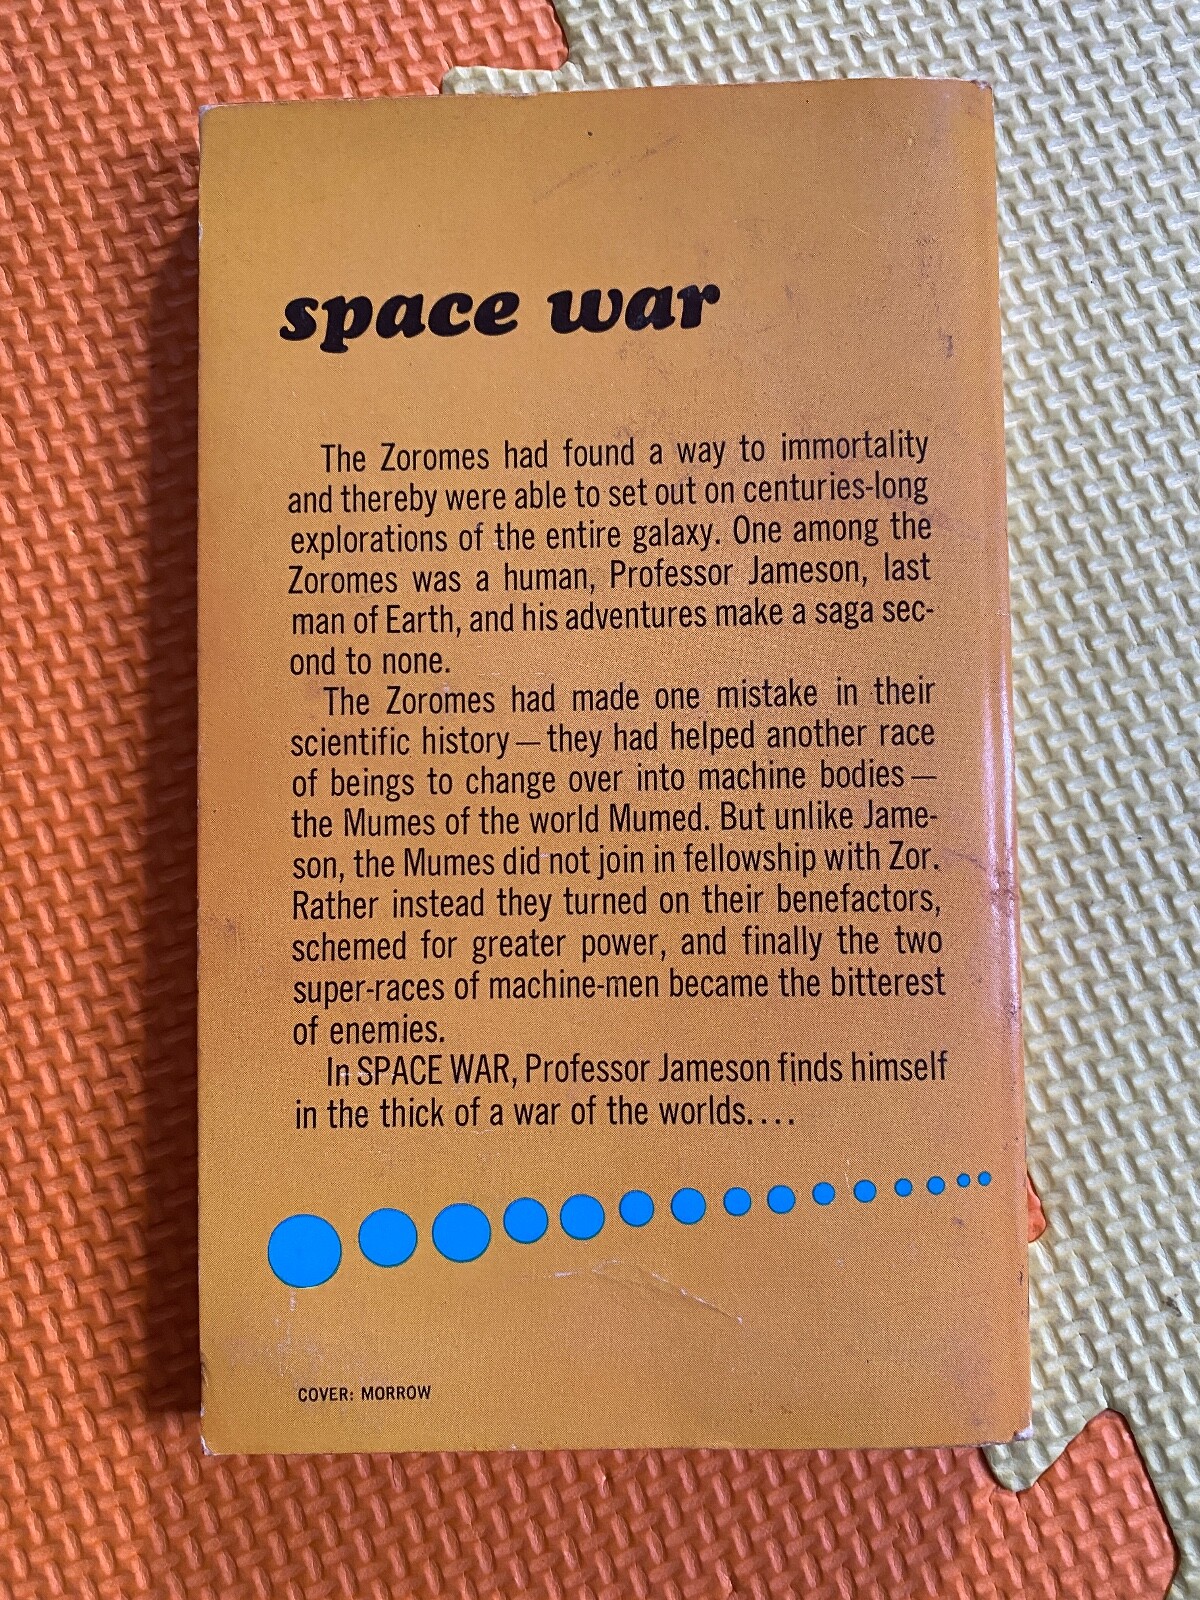 space war
The Zoromes had found a way to immortality
and thereby were able to set out on centuries-long
explorations of the entire galaxy. One among the
Zoromes was a human, Professor Jameson, last
man of Earth, and his adventures make a saga sec-
ond to none.
The Zoromes had made one mistake in their
scientific history — they had helped another race
of beings to change over into machine bodies —
the Mumes of the world Mumed. But unlike Jame-
son, the Mumes did not join in fellowship with Zor.
Rather instead they turned on their benefactors,
schemed for greater power, and finally the two
super-races of machine-men became the bitterest
of enemies.
In SPACE WAR, Professor Jameson finds himself
in the thick of a war of the worlds. . . .
COVER: MORROW